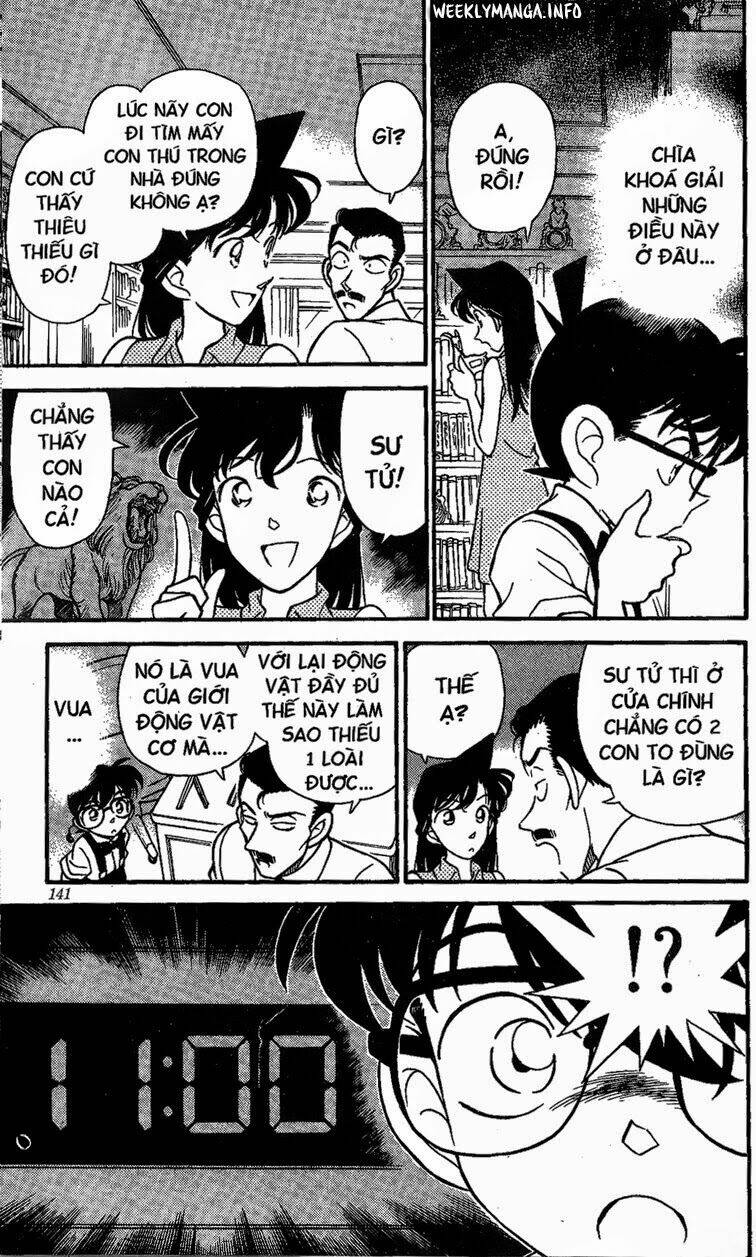 WEEKLYMANGA.INFO
CHÌA
KHOÁ GIẢI
NHỮNG
ĐIỀU NÀY
Ở ĐÂU...
A,
ĐÚNG
RỒI!
GÌ?
LÚC NÃY CON
ĐI TÌM MẤY
CON THÚ TRONG
NHÀ ĐÚNG
KHÔNG Ạ?
CON CỨ
THẤY
THIÊU
THIẾU GÌ
ĐÓ!
SƯ
TỬ!
CHẲNG
THẤY
CON
NÀO
CẢ!
SƯ TỬ THÌ Ở
CỬA CHÍNH
CHẲNG CÓ 2
CON TO ĐÙNG
LÀ GÌ?
THẾ
Ạ?
VỚI LẠI ĐỘNG
VẬT ĐẦY ĐỦ
THẾ NÀY LÀM
SAO THIẾU
1 LOÀI
ĐƯỢC...
NÓ LÀ VUA
CỦA GIỚI
ĐỘNG VẬT
CƠ MÀ...
VUA
...
141
!?
11:00